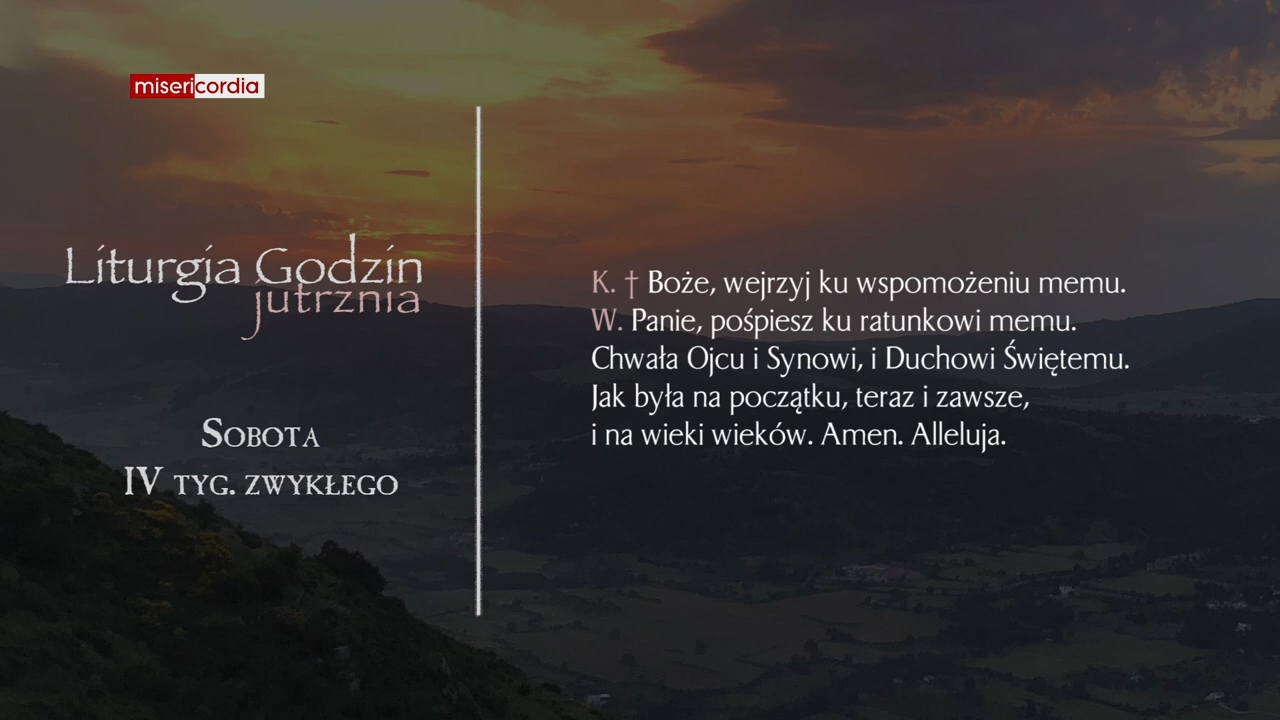 misericordia
Liturgia Godzin
jutrznia
SOBOTA
IV TYG. ZWYKŁEGO
K. † Boże, wejrzyj ku wspomożeniu memu.
W. Panie, pośpiesz ku ratunkowi memu.
Chwała Ojcu i Synowi, i Duchowi Świętemu.
Jak była na początku, teraz i zawsze,
i na wieki wieków. Amen. Alleluja.